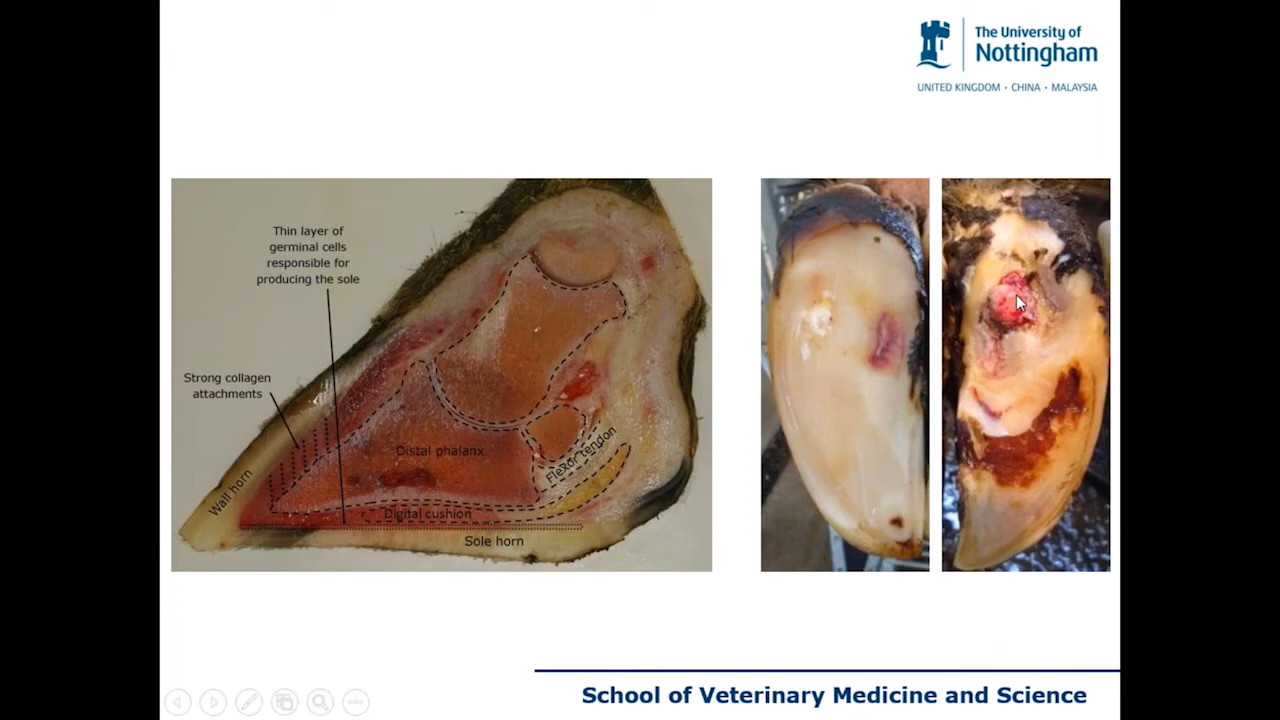 The University of
Nottingham
UNITED KINGDOM · CHINA · MALAYSIA
Thin layer of
germinal cells
responsible for
producing the sole
Strong collagen
attachments
Wall horn
Distal phalanx
Flexor tendon
Digital cushion
Sole horn
School of Veterinary Medicine and Science